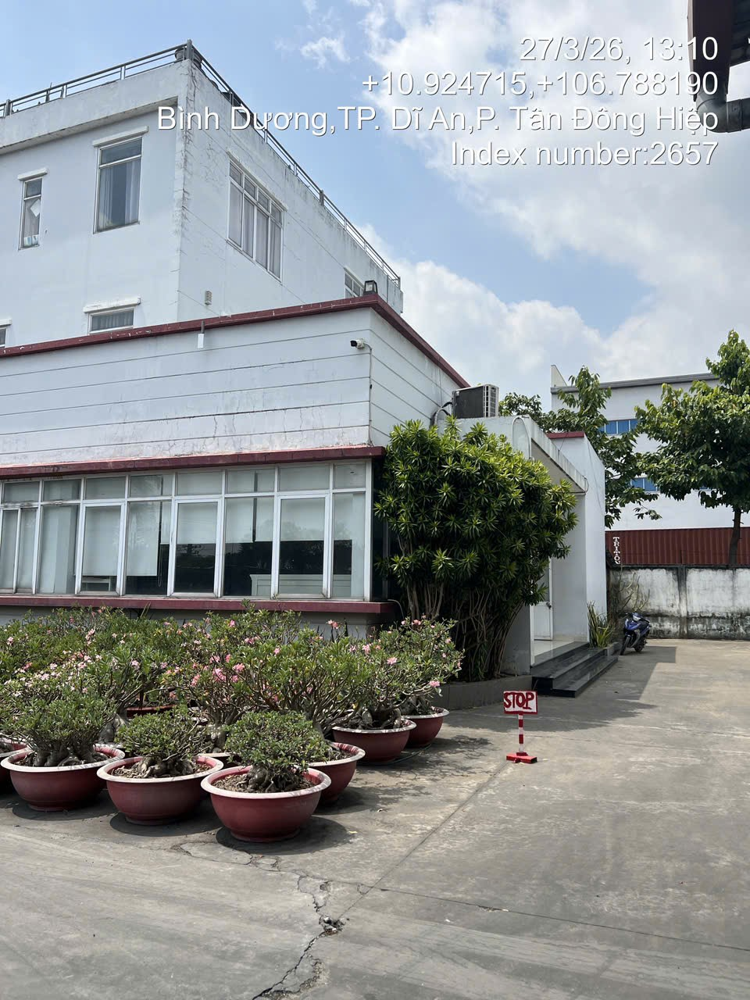 27/3/26, 13:10
+10.924715,+106.788190
Bình Dương,TP. Dĩ An,P. Tân Đông Hiệp
Index number:2657
TRITON
STOP